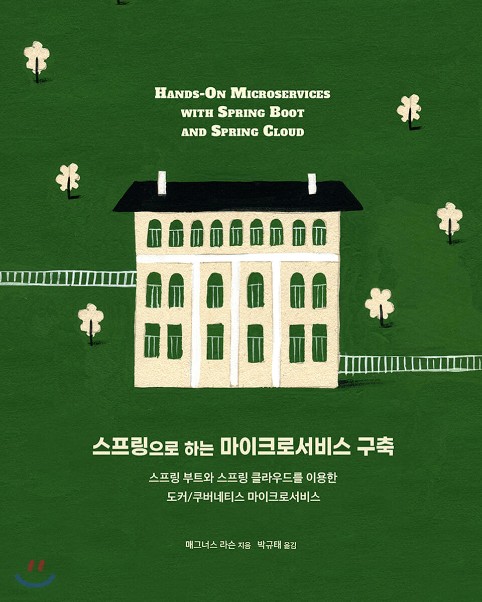 HANDS-ON MICROSERVICES
WITH SPRING BOOT
AND SPRING CLOUD
스프링으로 하는 마이크로서비스 구축
스프링 부트와 스프링 클라우드를 이용한
도커/쿠버네티스 마이크로서비스
매그너스 라슨 지음 박규태 옮김